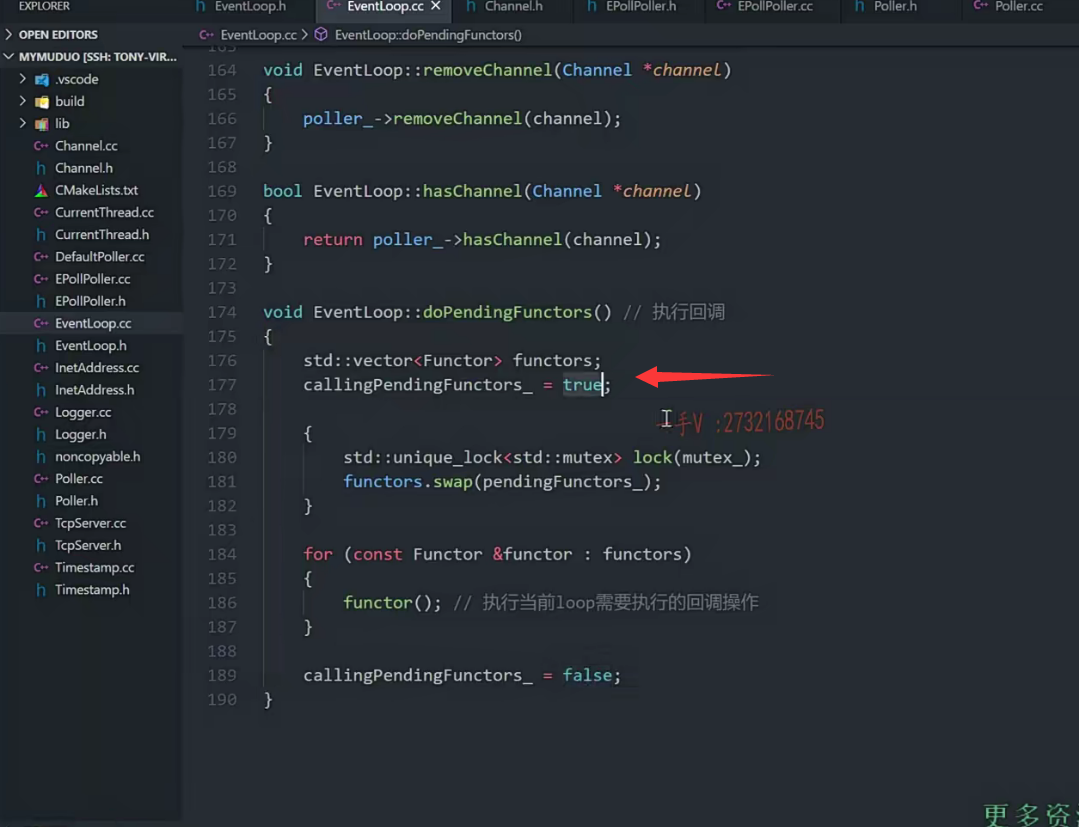 EXPLORER
EventLoop.h
EventLoop.cc
Channel.h
EPollPoller.h
EPollPoller.cc
Poller.h
Poller.cc
OPEN EDITORS
MYMUDUO [SSH: TONY-VIR...
.vscode
build
lib
Channel.cc
Channel.h
CMakeLists.txt
CurrentThread.cc
CurrentThread.h
DefaultPoller.cc
EPollPoller.cc
EPollPoller.h
EventLoop.cc
EventLoop.h
InetAddress.cc
InetAddress.h
Logger.cc
Logger.h
noncopyable.h
Poller.cc
Poller.h
TcpServer.cc
TcpServer.h
Timestamp.cc
Timestamp.h
EventLoop.cc > EventLoop::doPendingFunctors()
163
164 void EventLoop::removeChannel(Channel *channel)
165 {
166     poller_->removeChannel(channel);
167 }
168
169 bool EventLoop::hasChannel(Channel *channel)
170 {
171     return poller_->hasChannel(channel);
172 }
173
174 void EventLoop::doPendingFunctors() // 执行回调
175 {
176     std::vector<Functor> functors;
177     callingPendingFunctors_ = true;
178
手V :2732168745
179     {
180         std::unique_lock<std::mutex> lock(mutex_);
181         functors.swap(pendingFunctors_);
182     }
183
184     for (const Functor &functor : functors)
185     {
186         functor(); // 执行当前loop需要执行的回调操作
187     }
188
189     callingPendingFunctors_ = false;
190 }
更多资